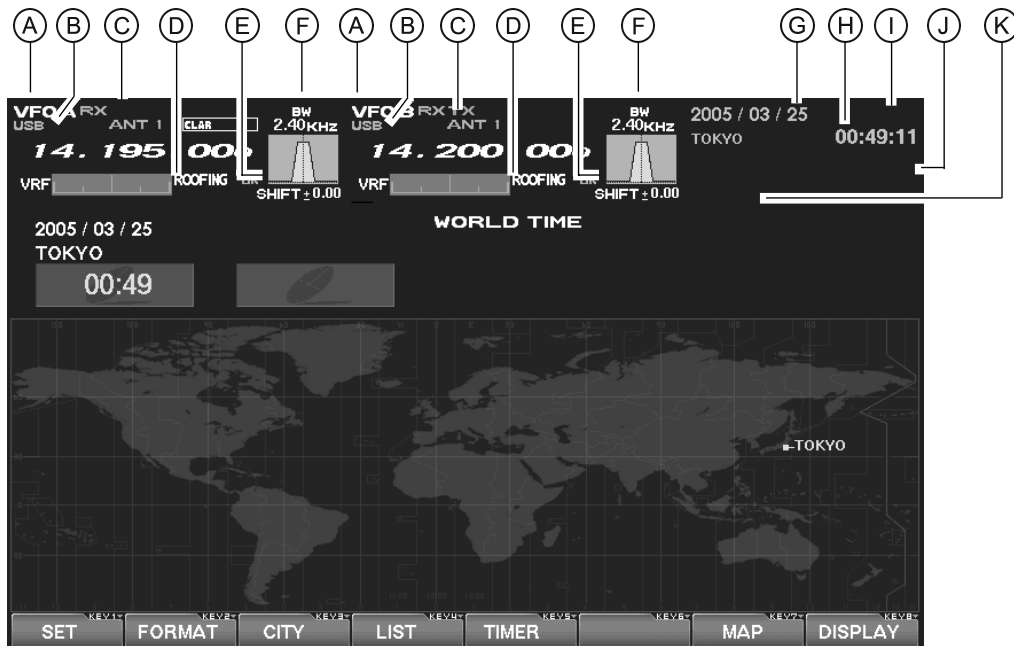 A B C D E F A B C D E F G H I J K
VFO-A RX
USB
ANT 1 CLAR
14. 195 000
VRF ROOFING
BW
2.40KHz
SHIFT ± 0.00
VFO-B RX TX
USB
ANT 1
14. 200 000
VRF ROOFING
BW
2.40KHz
SHIFT ± 0.00
2005 / 03 / 25
TOKYO 00:49:11
WORLD TIME
2005 / 03 / 25
TOKYO
00:49
TOKYO
KEY1 KEY2 KEY3 KEY4 KEY5 KEY6 KEY7 KEY8
SET FORMAT CITY LIST TIMER MAP DISPLAY